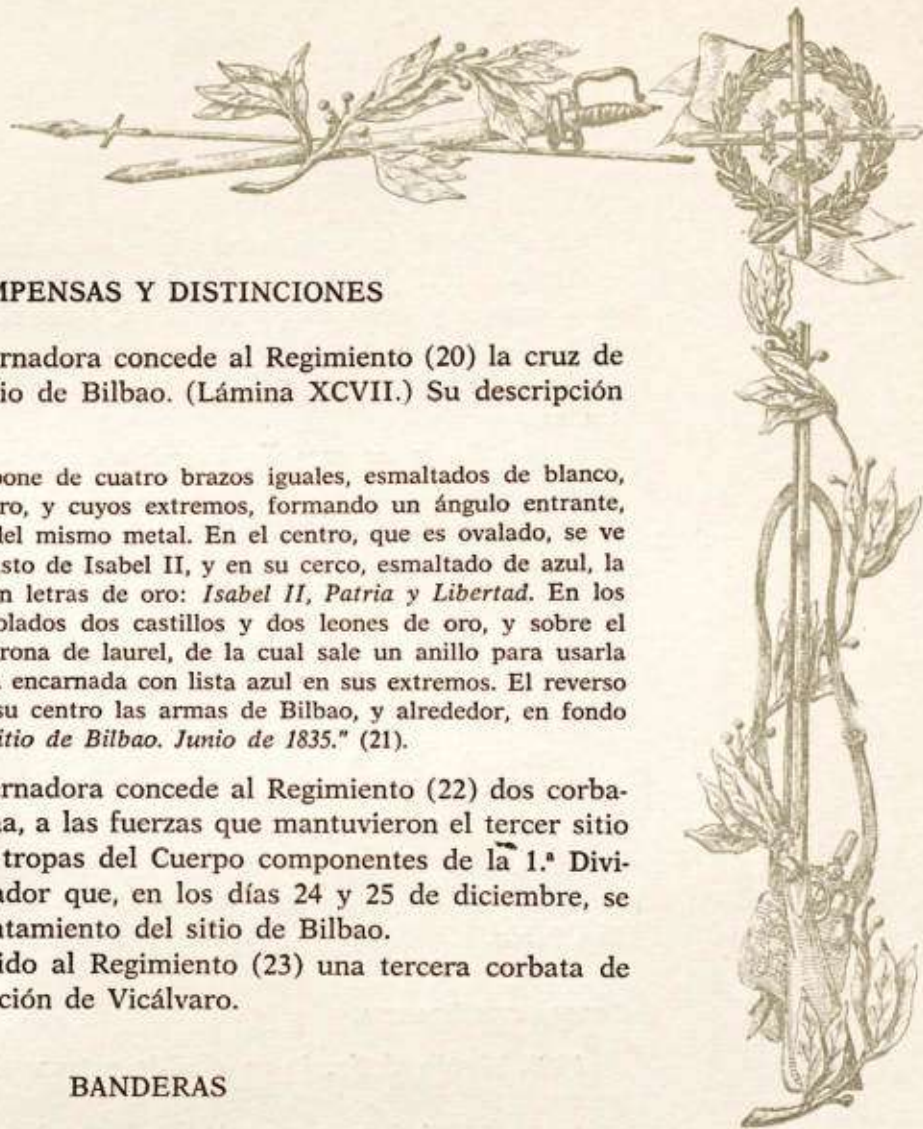 MPENSAS Y DISTINCIONES
ernadora concede al Regimiento (20) la cruz de
io de Bilbao. (Lámina XCVII.) Su descripción
pone de cuatro brazos iguales, esmaltados de blanco,
ro, y cuyos extremos, formando un ángulo entrante,
del mismo metal. En el centro, que es ovalado, se ve
sto de Isabel II, y en su cerco, esmaltado de azul, la
n letras de oro: Isabel II, Patria y Libertad. En los
olados dos castillos y dos leones de oro, y sobre el
rona de laurel, de la cual sale un anillo para usarla
encarnada con lista azul en sus extremos. El reverso
su centro las armas de Bilbao, y alrededor, en fondo
itio de Bilbao. Junio de 1835." (21).
ernadora concede al Regimiento (22) dos corba-
na, a las fuerzas que mantuvieron el tercer sitio
tropas del Cuerpo componentes de la 1.ª Divi-
ador que, en los días 24 y 25 de diciembre, se
ntamiento del sitio de Bilbao.
ido al Regimiento (23) una tercera corbata de
ción de Vicálvaro.
BANDERAS